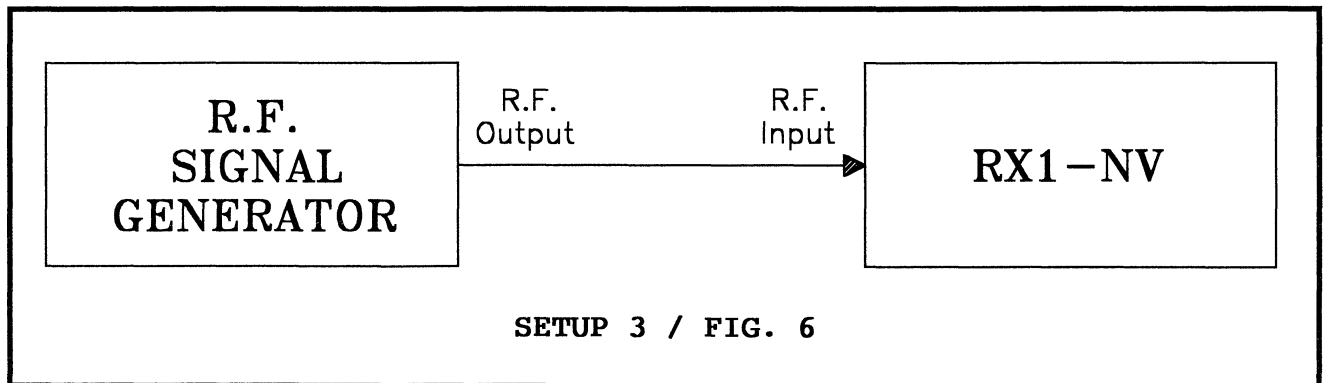 R.F.
SIGNAL
GENERATOR
R.F.
Output
R.F.
Input
RX1-NV
SETUP 3 / FIG. 6